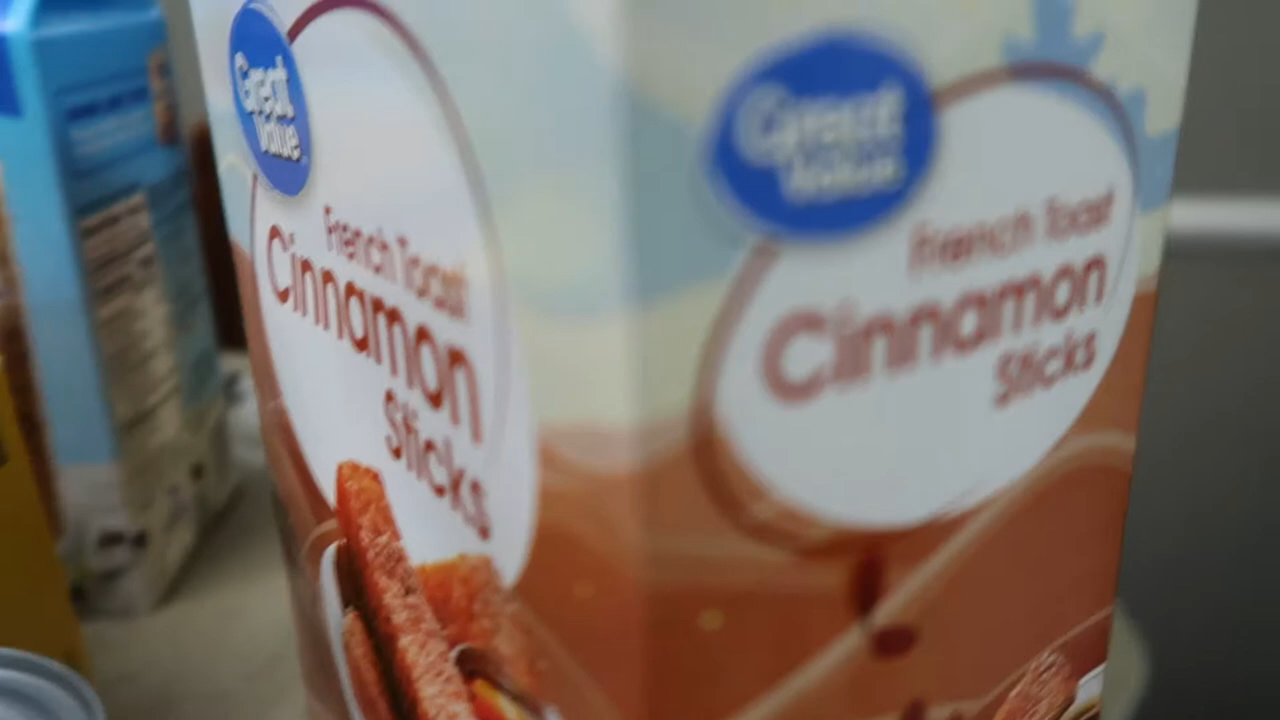 Great
Value
French Toast
Cinnamon
Sticks
Great
Value
French Toast
Cinnamon
Sticks